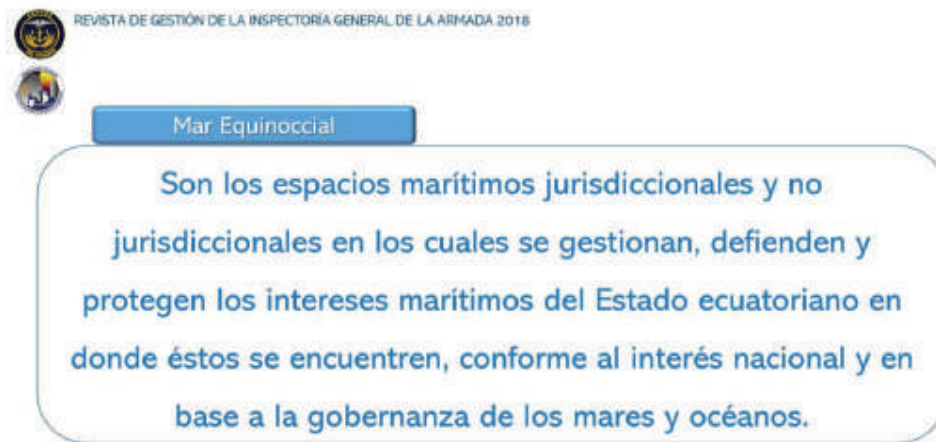 REVISTA DE GESTIÓN DE LA INSPECTORÍA GENERAL DE LA ARMADA 2018
Mar Equinoccial
Son los espacios marítimos jurisdiccionales y no
jurisdiccionales en los cuales se gestionan, defienden y
protegen los intereses marítimos del Estado ecuatoriano en
donde éstos se encuentren, conforme al interés nacional y en
base a la gobernanza de los mares y océanos.